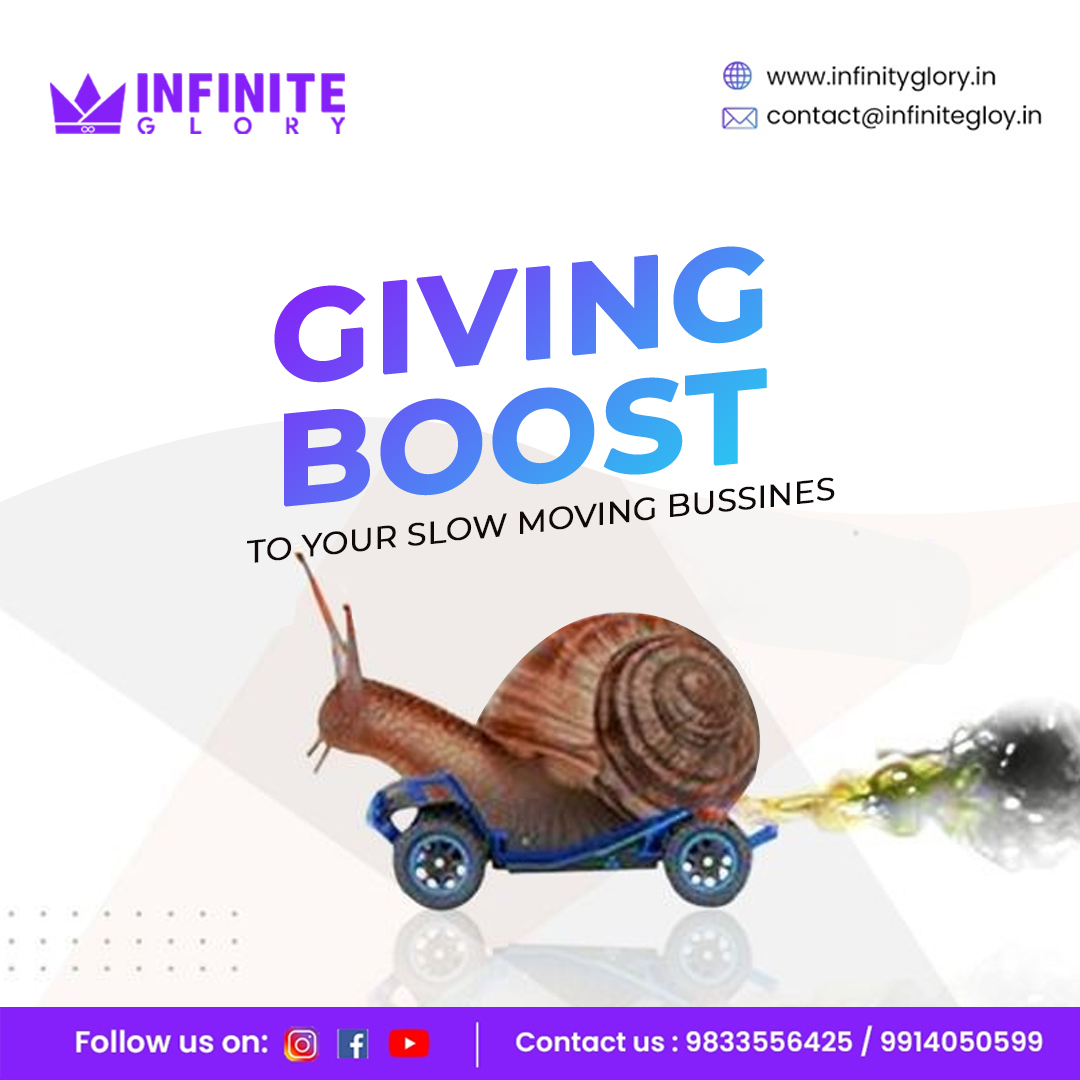 INFINITE
GLORY
www.infinityglory.in
contact@infinitegloy.in
GIVING
BOOST
TO YOUR SLOW MOVING BUSSINES
Follow us on:
Contact us : 9833556425 / 9914050599